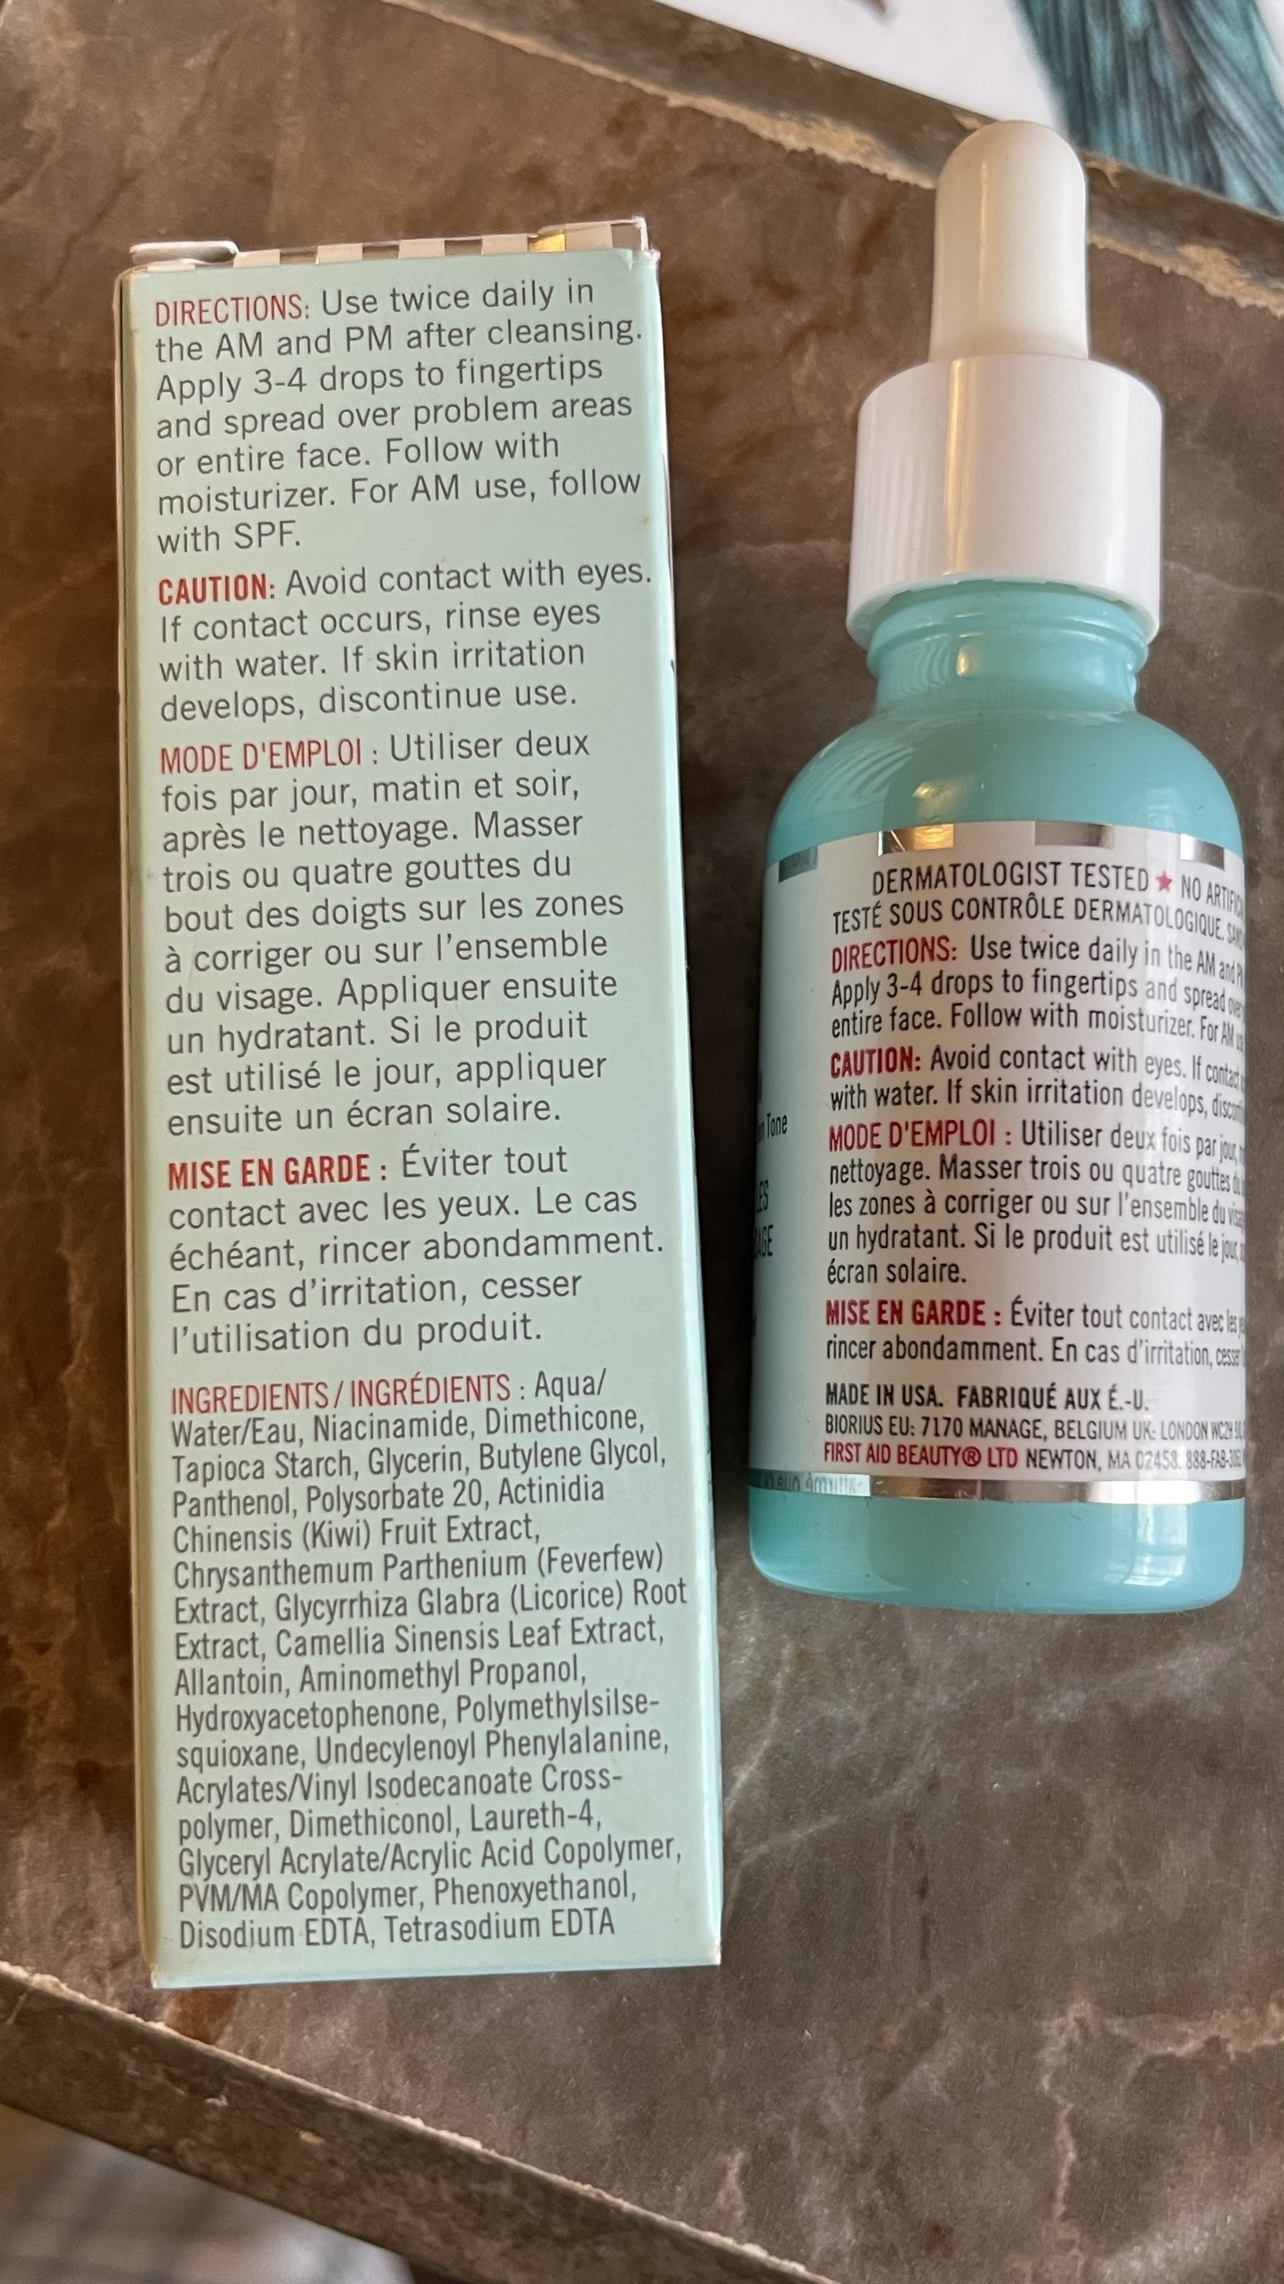 DIRECTIONS: Use twice daily in
the AM and PM after cleansing.
Apply 3-4 drops to fingertips
and spread over problem areas
or entire face. Follow with
moisturizer. For AM use, follow
with SPF.
CAUTION: Avoid contact with eyes.
If contact occurs, rinse eyes
with water. If skin irritation
develops, discontinue use.
MODE D'EMPLOI : Utiliser deux
fois par jour, matin et soir,
après le nettoyage. Masser
trois ou quatre gouttes du
bout des doigts sur les zones
à corriger ou sur l'ensemble
du visage. Appliquer ensuite
un hydratant. Si le produit
est utilisé le jour, appliquer
ensuite un écran solaire.
MISE EN GARDE : Éviter tout
contact avec les yeux. Le cas
échéant, rincer abondamment.
En cas d'irritation, cesser
l'utilisation du produit.
INGREDIENTS / INGRÉDIENTS : Aqua/
Water/Eau, Niacinamide, Dimethicone,
Tapioca Starch, Glycerin, Butylene Glycol,
Panthenol, Polysorbate 20, Actinidia
Chinensis (Kiwi) Fruit Extract,
Chrysanthemum Parthenium (Feverfew)
Extract, Glycyrrhiza Glabra (Licorice) Root
Extract, Camellia Sinensis Leaf Extract,
Allantoin, Aminomethyl Propanol,
Hydroxyacetophenone, Polymethylsilse-
squioxane, Undecylenoyl Phenylalanine,
Acrylates/Vinyl Isodecanoate Cross-
polymer, Dimethiconol, Laureth-4,
Glyceryl Acrylate/Acrylic Acid Copolymer,
PVM/MA Copolymer, Phenoxyethanol,
Disodium EDTA, Tetrasodium EDTA
Tone
DERMATOLOGIST TESTED ★ NO
TESTÉ SOUS CONTRÔLE DERMATOLOGIQUE.
DIRECTIONS: Use twice daily in the AM and
Apply 3-4 drops to fingertips and spread
entire face. Follow with moisturizer. For AM
CAUTION: Avoid contact with eyes. If
with water. If skin irritation develops,
MODE D'EMPLOI : Utiliser deux fois par jour,
nettoyage. Masser trois ou quatre gouttes
les zones à corriger ou sur l'ensemble du
un hydratant. Si le produit est utilisé le jour,
écran solaire.
MISE EN GARDE : Éviter tout contact avec les
rincer abondamment. En cas d'irritation,
MADE IN USA. FABRIQUÉ AUX É.-U.
BIORIUS EU: 7170 MANAGE, BELGIUM UK: LONDON WC2H
FIRST AID BEAUTY® LTD NEWTON, MA 02458.